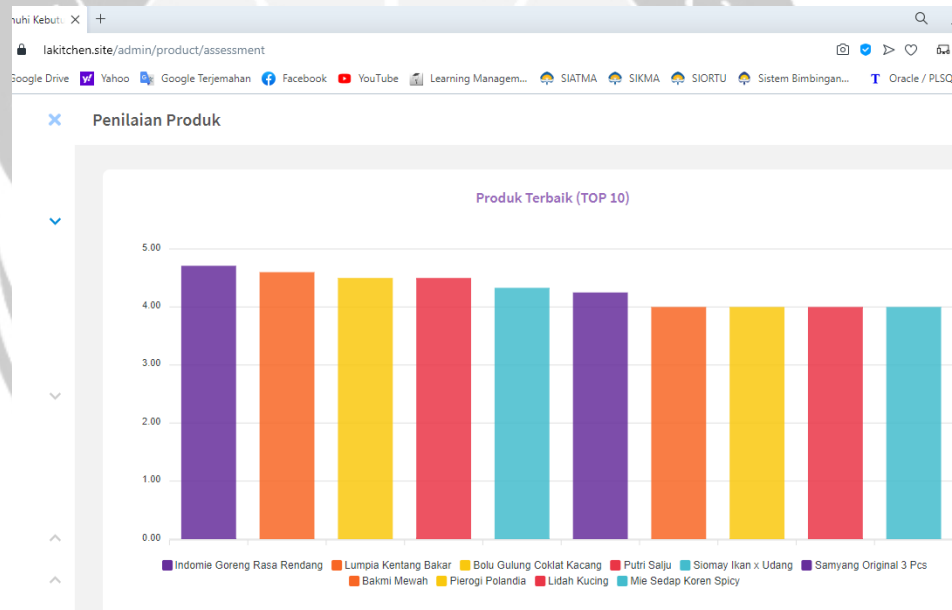 nuhi Kebutu
lakitchen.site/admin/product/assessment
Google Drive Yahoo Google Terjemahan Facebook YouTube Learning Managem... SIATMA SIKMA SIORTU Sistem Bimbingan... Oracle / PLSQ
Penilaian Produk
Produk Terbaik (TOP 10)
5.00
4.00
3.00
2.00
1.00
0.00
Indomie Goreng Rasa Rendang Lumpia Kentang Bakar Bolu Gulung Coklat Kacang Putri Salju Siomay Ikan x Udang Samyang Original 3 Pcs
Bakmi Mewah Pierogi Polandia Lidah Kucing Mie Sedap Koren Spicy